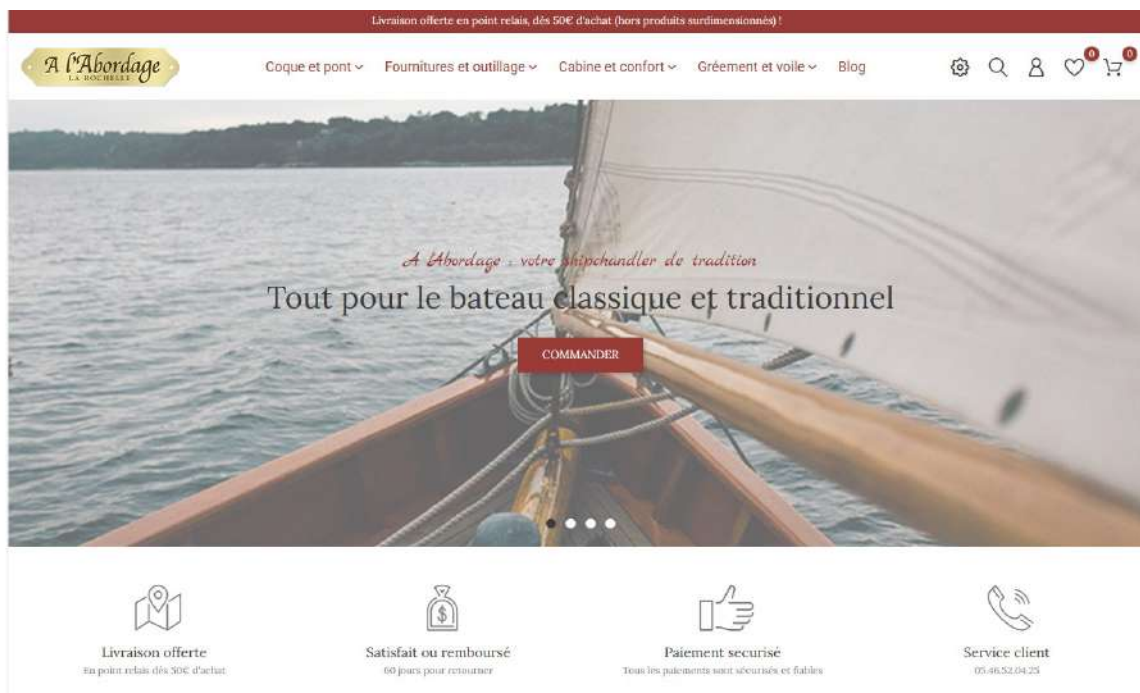 Livraison offerte en point relais, dès 50€ d'achat (hors produits surdimensionnés) !
A l'Abordage
LA ROCHELLE
Coque et pont
Fournitures et outillage
Cabine et confort
Gréement et voile
Blog
0
0
A l'Abordage : votre shipchandler de tradition
Tout pour le bateau classique et traditionnel
COMMANDER
Livraison offerte
En point relais dès 50€ d'achat
Satisfait ou remboursé
60 jours pour retourner
Paiement securisé
Tous les paiements sont sécurisés et fiables
Service client
05.46.52.04.25